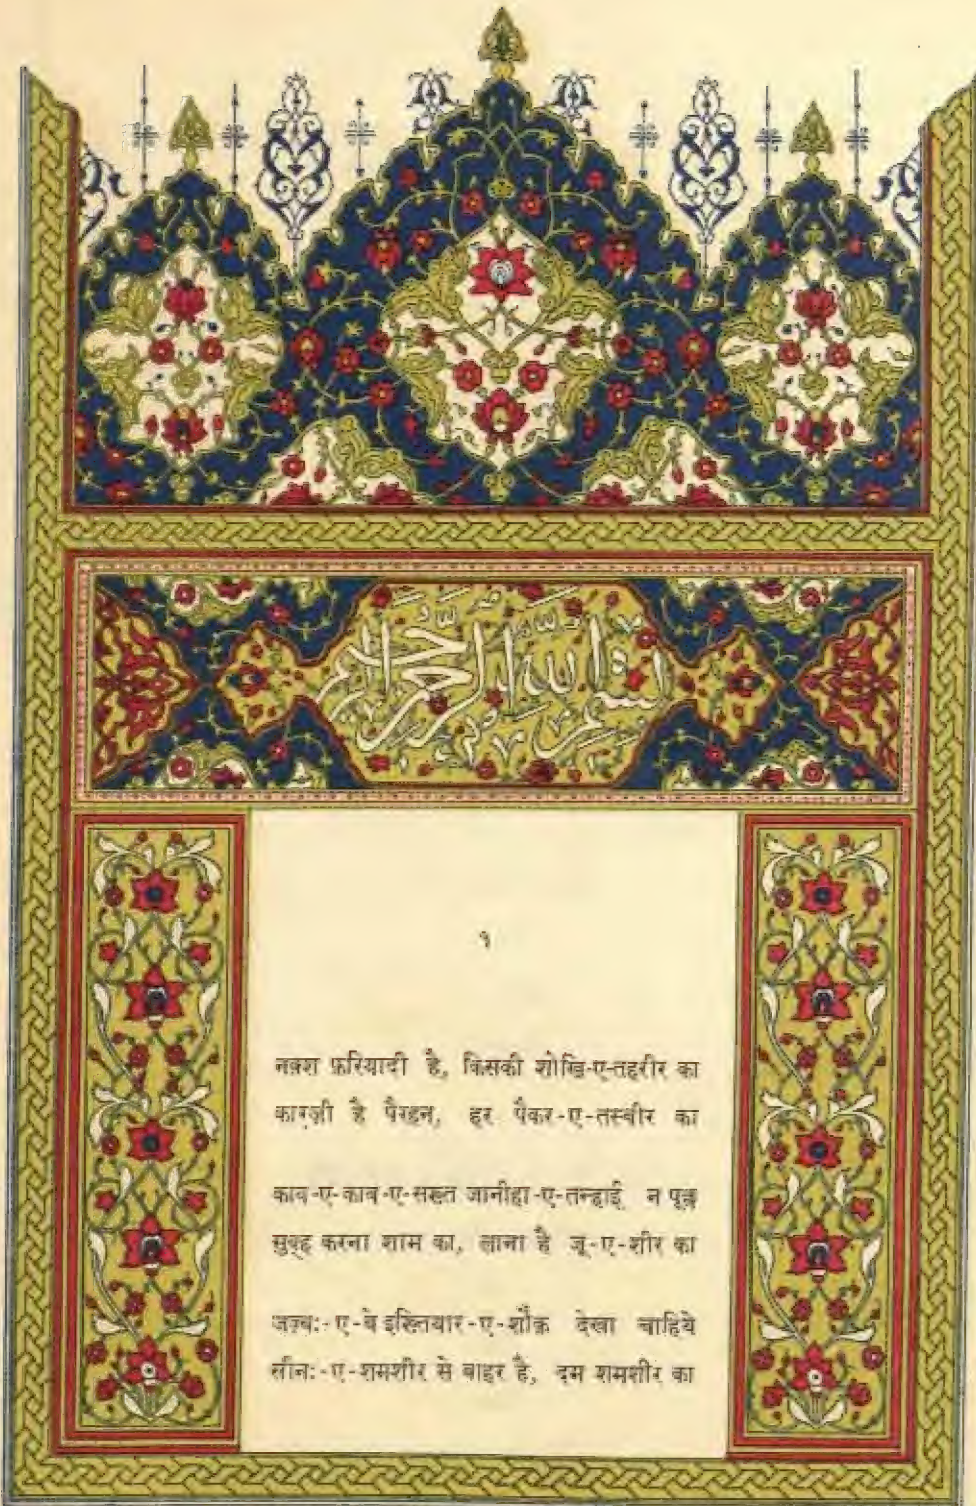 بسم الله الرحمن الرحيم
१
नक़्श फ़रियादी है, किसकी शोख़ि-ए-तहरीर का
काग़ज़ी है पैरहन, हर पैकर-ए-तस्वीर का
काव-ए-काव-ए-सख़्त जानीहा-ए-तन्हाई न पूछ
सुब्ह करना शाम का, लाना है जू-ए-शीर का
जज़्बः-ए-बे इख़्तियार-ए-शौक़ देखा चाहिये
सीनः-ए-शमशीर से बाहर है, दम शमशीर का